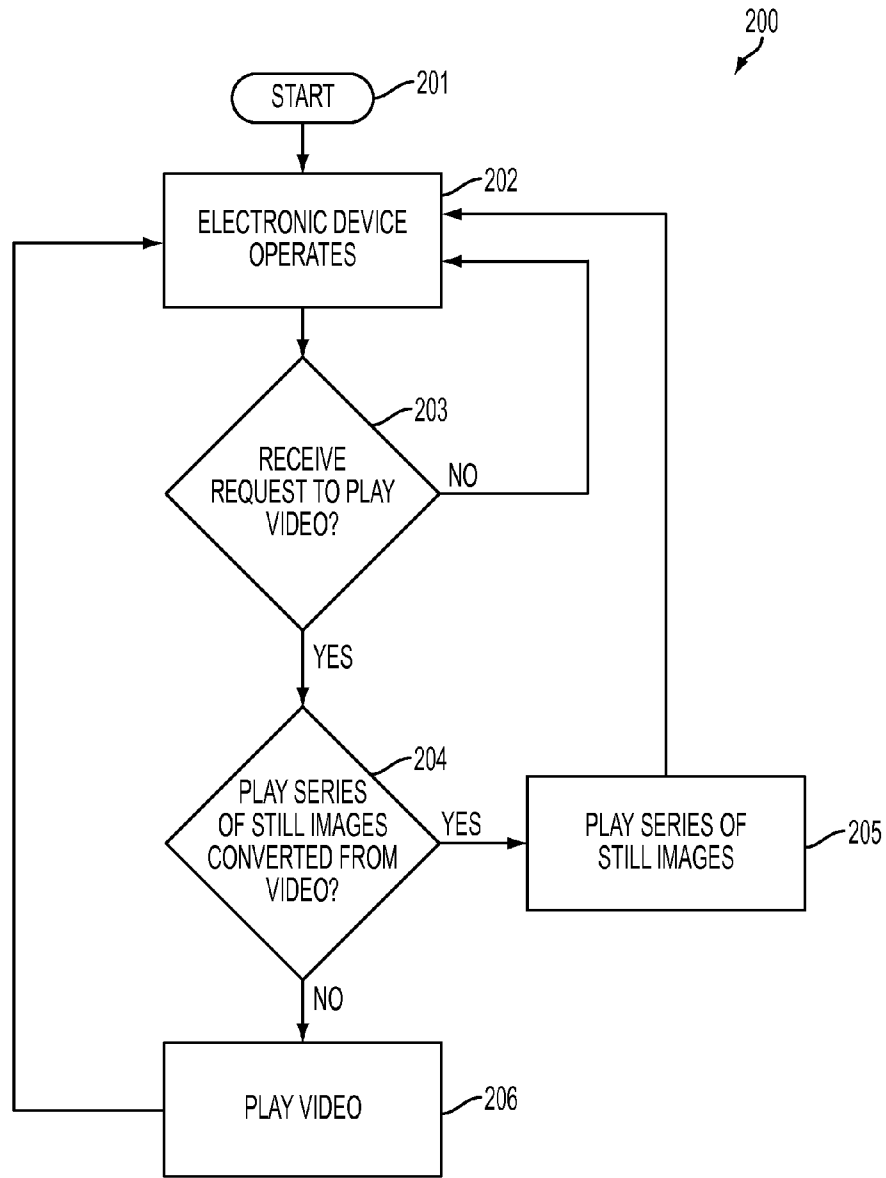 200
START
201
ELECTRONIC DEVICE
OPERATES
202
RECEIVE
REQUEST TO PLAY
VIDEO?
203
NO
YES
PLAY SERIES
OF STILL IMAGES
CONVERTED FROM
VIDEO?
204
YES
PLAY SERIES OF
STILL IMAGES
205
NO
PLAY VIDEO
206